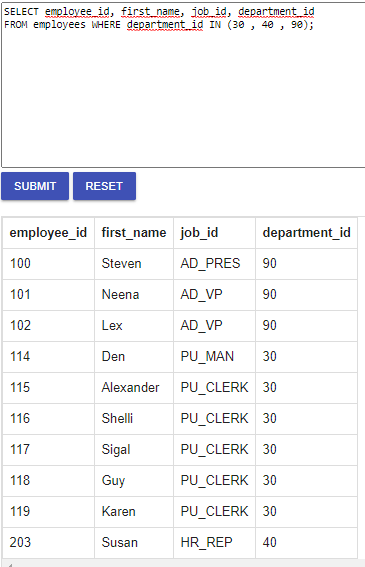 SELECT employee_id, first_name, job_id, department_id
FROM employees WHERE department_id IN (30 , 40 , 90);
SUBMIT RESET
employee_id first_name job_id department_id
100 Steven AD_PRES 90
101 Neena AD_VP 90
102 Lex AD_VP 90
114 Den PU_MAN 30
115 Alexander PU_CLERK 30
116 Shelli PU_CLERK 30
117 Sigal PU_CLERK 30
118 Guy PU_CLERK 30
119 Karen PU_CLERK 30
203 Susan HR_REP 40